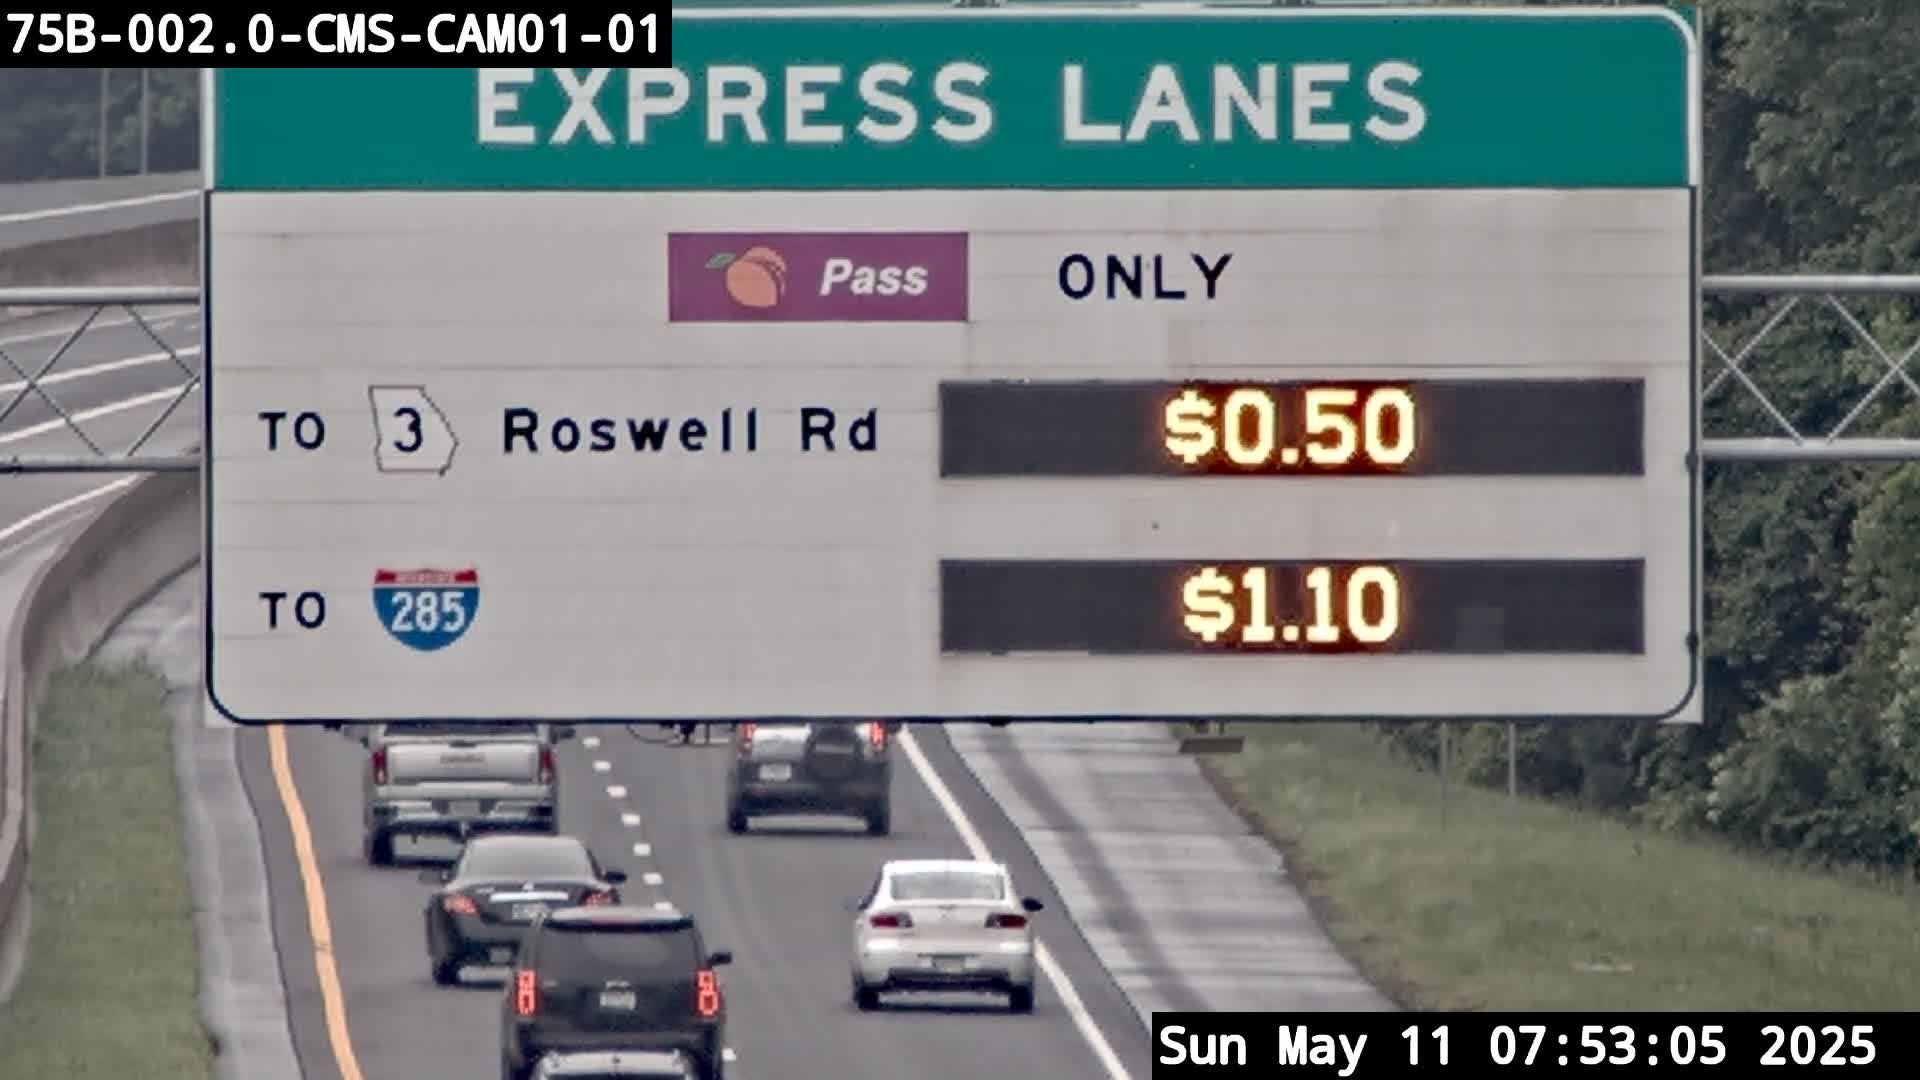 75B-002.0-CMS-CAM01-01
EXPRESS LANES
Pass ONLY
TO 3 Roswell Rd $0.50
TO 285 $1.10
Sun May 11 07:53:05 2025